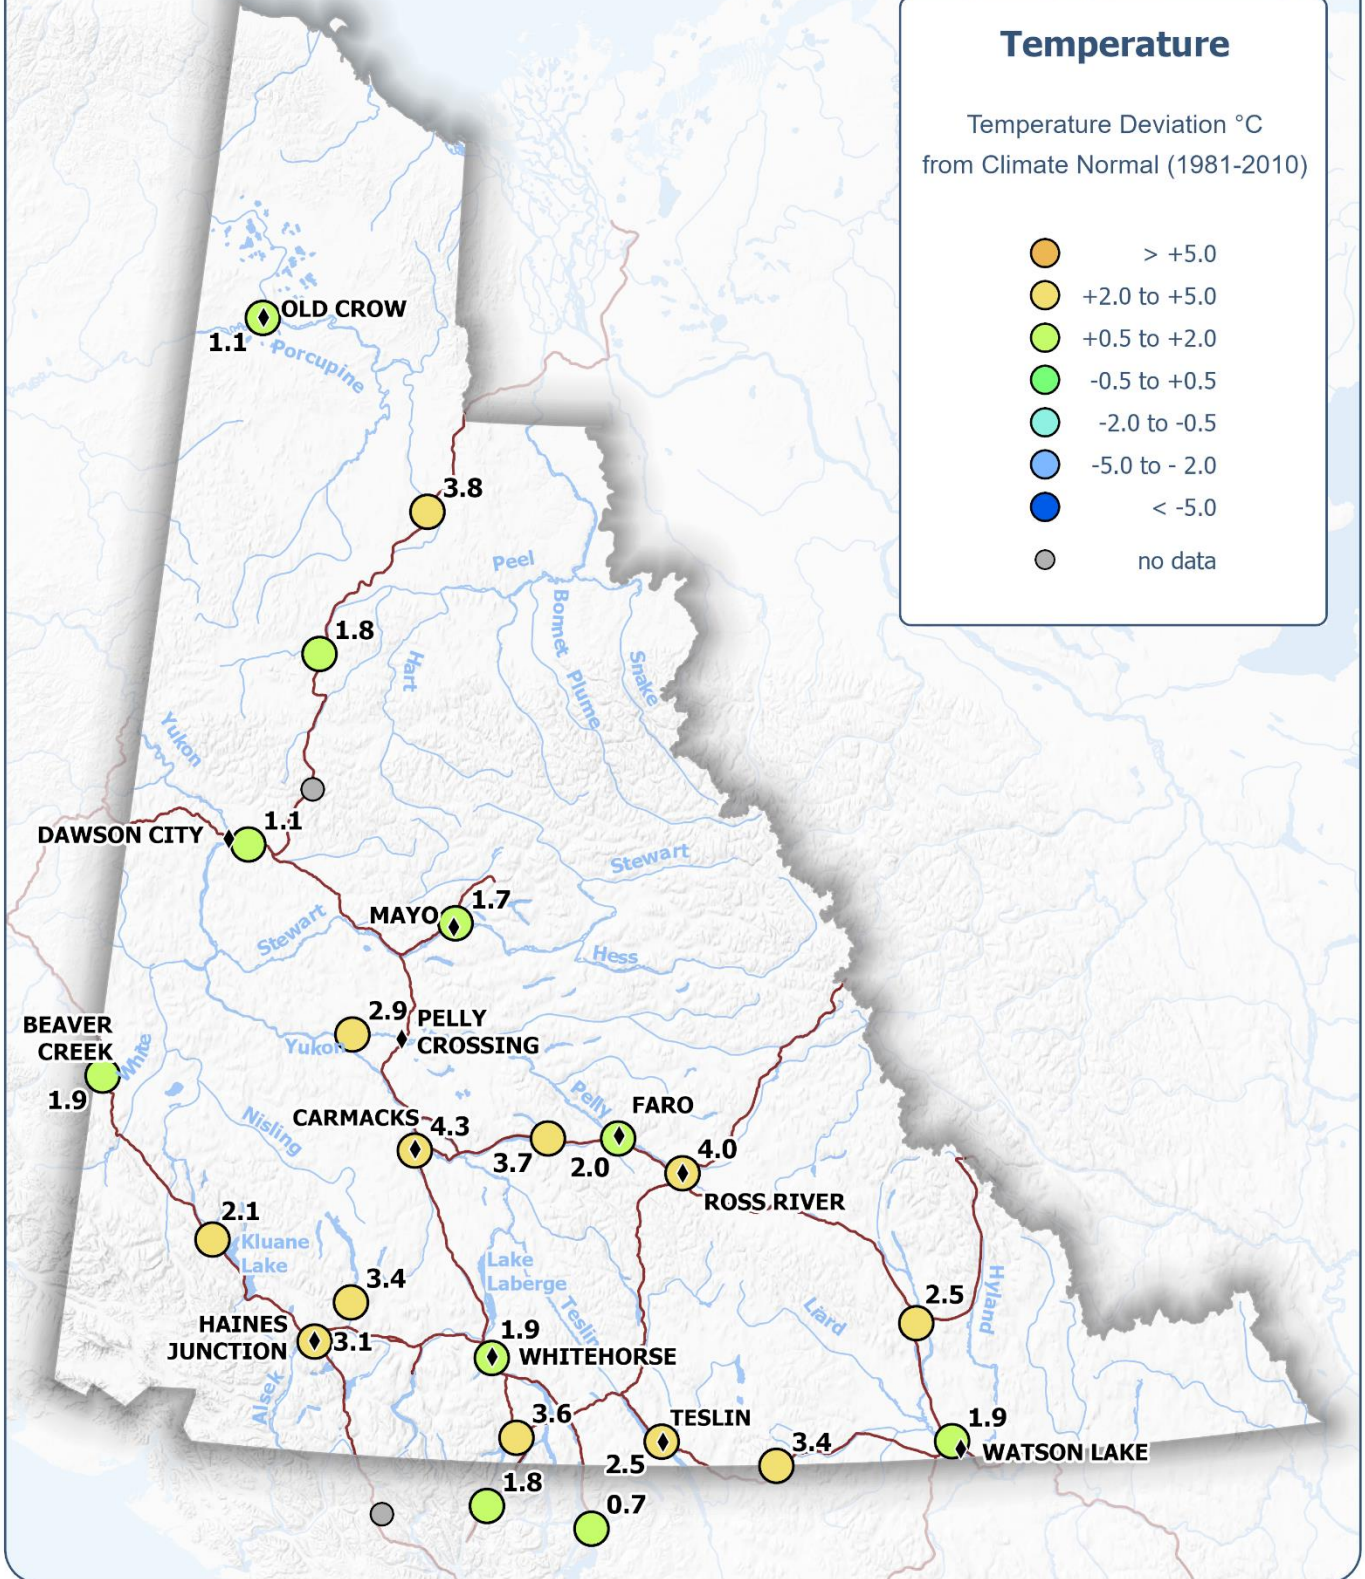 Temperature
Temperature Deviation °C
from Climate Normal (1981-2010)
> +5.0
+2.0 to +5.0
+0.5 to +2.0
-0.5 to +0.5
-2.0 to -0.5
-5.0 to - 2.0
< -5.0
no data
OLD CROW
1.1
Porcupine
3.8
Peel
Bonnet
Plume
Snake
Hart
1.8
Yukon
1.1
DAWSON CITY
Stewart
1.7
MAYO
Stewart
Hess
2.9
PELLY
CROSSING
Yukon
BEAVER
CREEK
White
1.9
Nisling
Pelly
FARO
CARMACKS
4.3
3.7
2.0
4.0
ROSS RIVER
2.1
Kluane
Lake
Lake
Laberge
Teslin
3.4
Liard
2.5
Hyland
HAINES
JUNCTION
3.1
1.9
WHITEHORSE
Alsek
3.6
TESLIN
2.5
3.4
1.9
WATSON LAKE
1.8
0.7